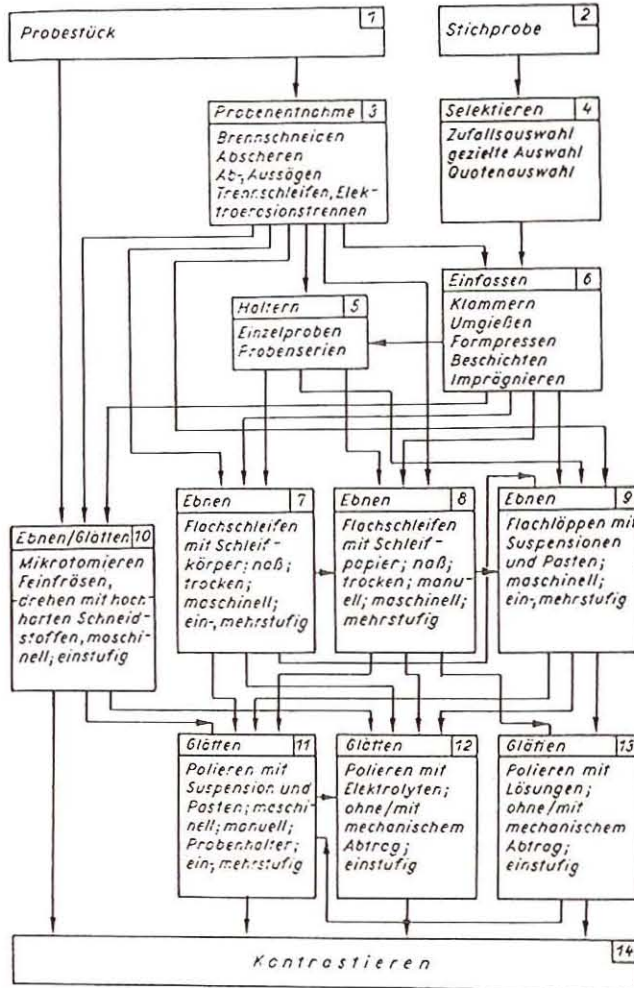 Probestück 1
Stichprobe 2
Probenentnahme 3
Brennschneiden
Abscheren
Ab-, Aussägen
Trennschleifen, Elek-
troerosionstrennen
Selektieren 4
Zufallsauswahl
gezielte Auswahl
Quotenauswahl
Haltern 5
Einzelproben
Probenserien
Einfassen 6
Klammern
Umgießen
Formpressen
Beschichten
Imprägnieren
Ebnen 7
Flachschleifen
mit Schleif-
körper; naß;
trocken;
maschinell;
ein-, mehrstufig
Ebnen 8
Flachschleifen
mit Schleif-
papier; naß;
trocken; manu-
ell; maschinell;
mehrstufig
Ebnen 9
Flachläppen mit
Suspensionen
und Pasten;
maschinell;
ein-, mehrstufig
Ebnen/Glätten 10
Mikrotomieren
Feinfräsen,
-drehen mit hoch-
harten Schneid-
stoffen, maschi-
nell; einstufig
Glätten 11
Polieren mit
Suspension und
Pasten; maschi-
nell; manuell;
Probenhalter;
ein-, mehrstufig
Glätten 12
Polieren mit
Elektrolyten;
ohne/mit
mechanischem
Abtrag;
einstufig
Glätten 13
Polieren mit
Lösungen;
ohne/mit
mechanischem
Abtrag;
einstufig
Kontrastieren 14